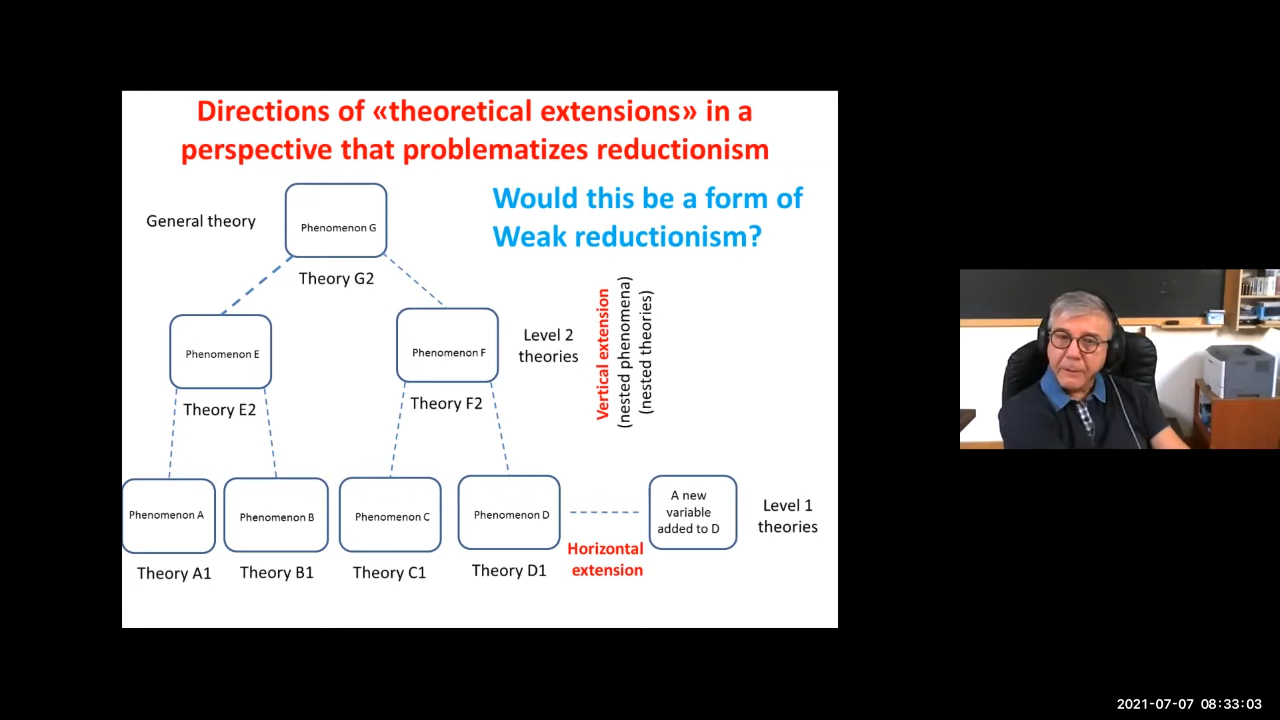 Directions of «theoretical extensions» in a
perspective that problematizes reductionism
Would this be a form of
Weak reductionism?
General theory
Phenomenon G
Theory G2
Phenomenon E
Theory E2
Phenomenon F
Theory F2
Level 2
theories
Vertical extension
(nested phenomena)
(nested theories)
Phenomenon A
Theory A1
Phenomenon B
Theory B1
Phenomenon C
Theory C1
Phenomenon D
Theory D1
Horizontal
extension
A new
variable
added to D
Level 1
theories
2021-07-07 08:33:03